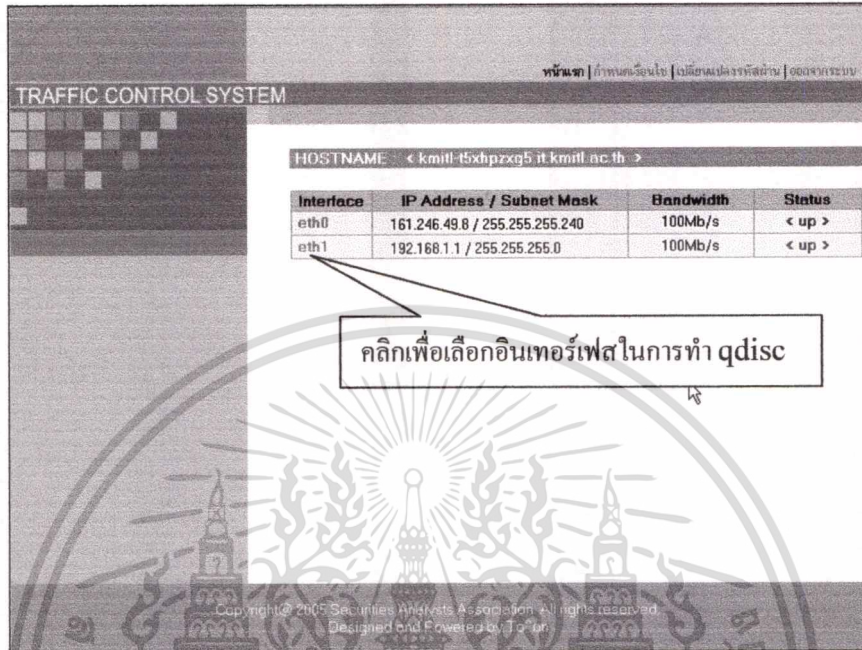 หน้าแรก | กำหนดเงื่อนไข | เปลี่ยนแปลงรหัสผ่าน | ออกจากระบบ
TRAFFIC CONTROL SYSTEM
HOSTNAME : < kmitl-t5xhpzxg5.it.kmitl.ac.th >
Interface IP Address / Subnet Mask Bandwidth Status
eth0 161.246.49.8 / 255.255.255.240 100Mb/s < up >
eth1 192.168.1.1 / 255.255.255.0 100Mb/s < up >
คลิกเพื่อเลือกอินเทอร์เฟสในการทำ qdisc
Copyright@ 2005 Securities Analysts Association. All rights reserved.
Designed and Powered by